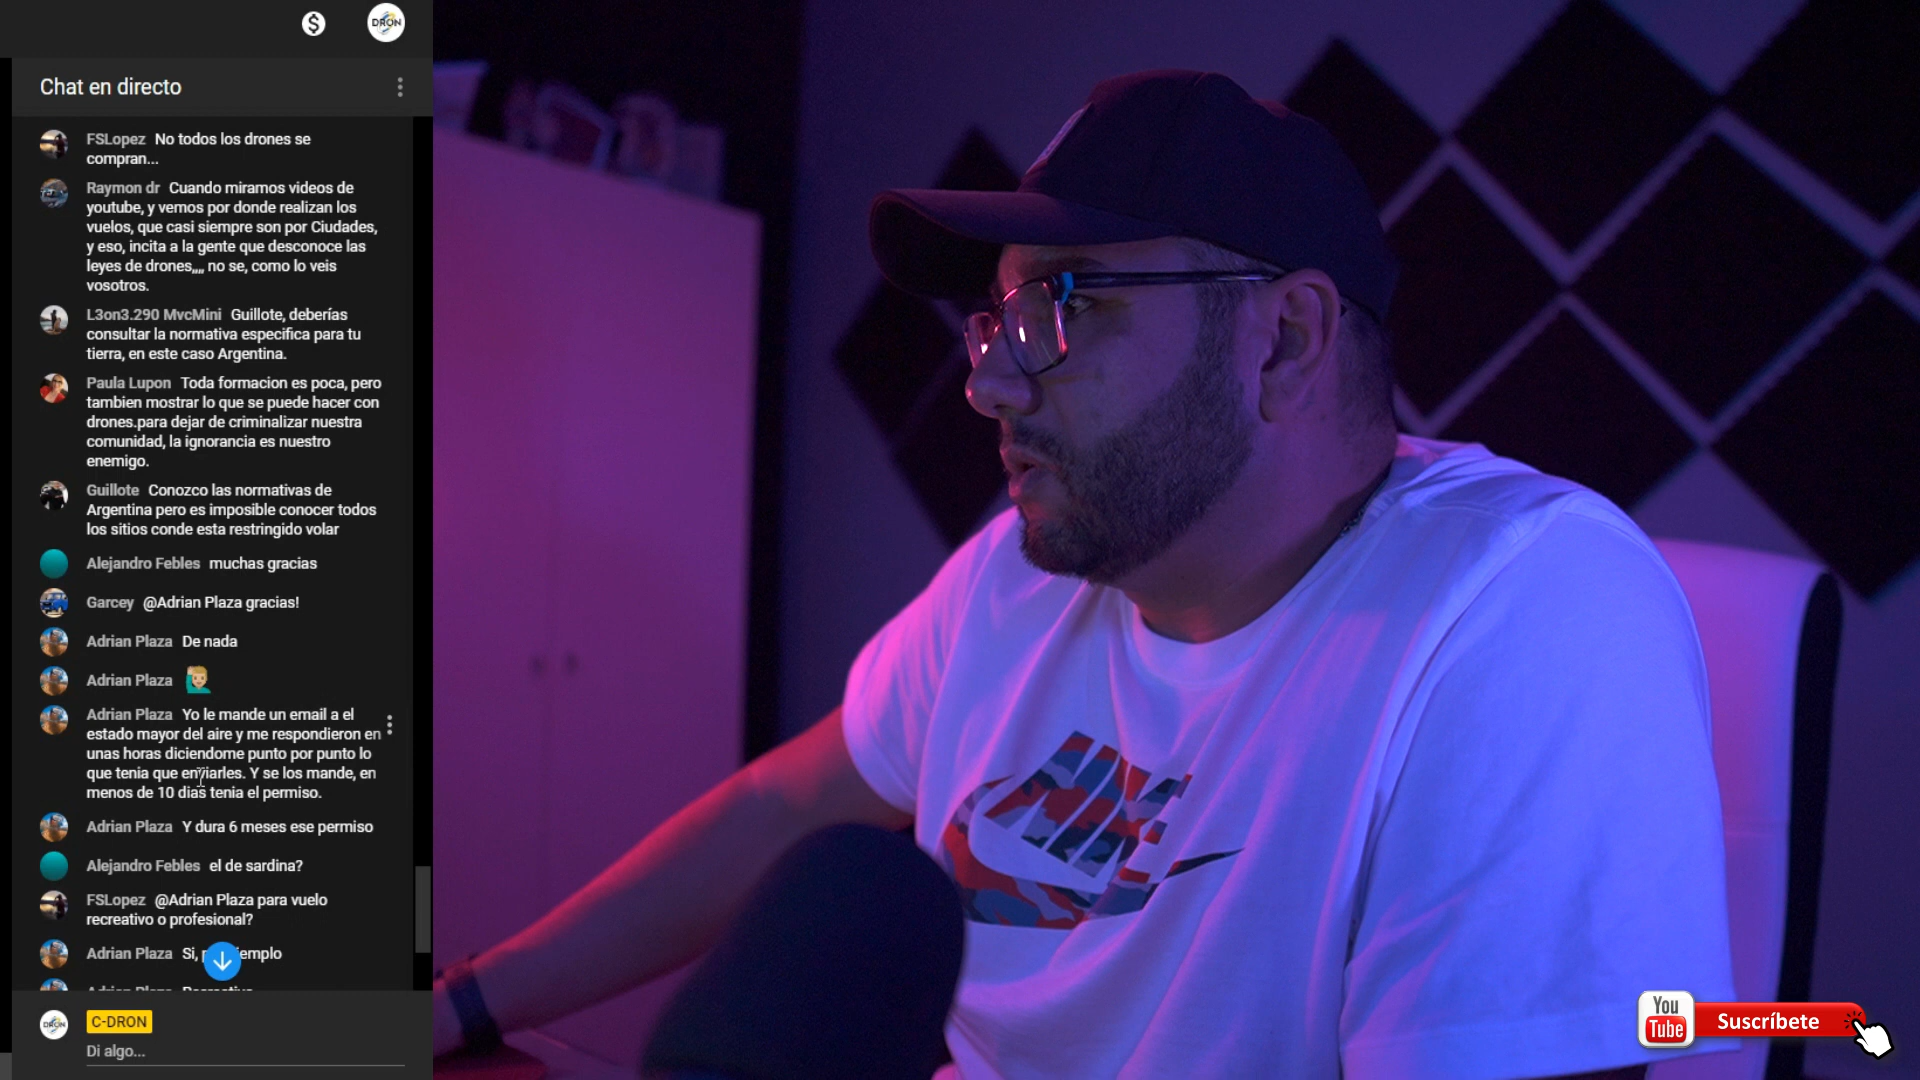 $
DRON
Chat en directo
FSLopez No todos los drones se
compran...
Raymon dr Cuando miramos videos de
youtube, y vemos por donde realizan los
vuelos, que casi siempre son por Ciudades,
y eso, incita a la gente que desconoce las
leyes de drones,,,, no se, como lo veis
vosotros.
L3on3.290 MvcMini Guillote, deberías
consultar la normativa especifica para tu
tierra, en este caso Argentina.
Paula Lupon Toda formacion es poca, pero
tambien mostrar lo que se puede hacer con
drones.para dejar de criminalizar nuestra
comunidad, la ignorancia es nuestro
enemigo.
Guillote Conozco las normativas de
Argentina pero es imposible conocer todos
los sitios conde esta restringido volar
Alejandro Febles muchas gracias
Garcey @Adrian Plaza gracias!
Adrian Plaza De nada
Adrian Plaza 🙋🏼‍♂️
Adrian Plaza Yo le mande un email a el
estado mayor del aire y me respondieron en
unas horas diciendome punto por punto lo
que tenia que enviarles. Y se los mande, en
menos de 10 dias tenia el permiso.
Adrian Plaza Y dura 6 meses ese permiso
Alejandro Febles el de sardina?
FSLopez @Adrian Plaza para vuelo
recreativo o profesional?
Adrian Plaza Si,
DRON C-DRON
Di algo...
NIKE
You
Tube Suscríbete